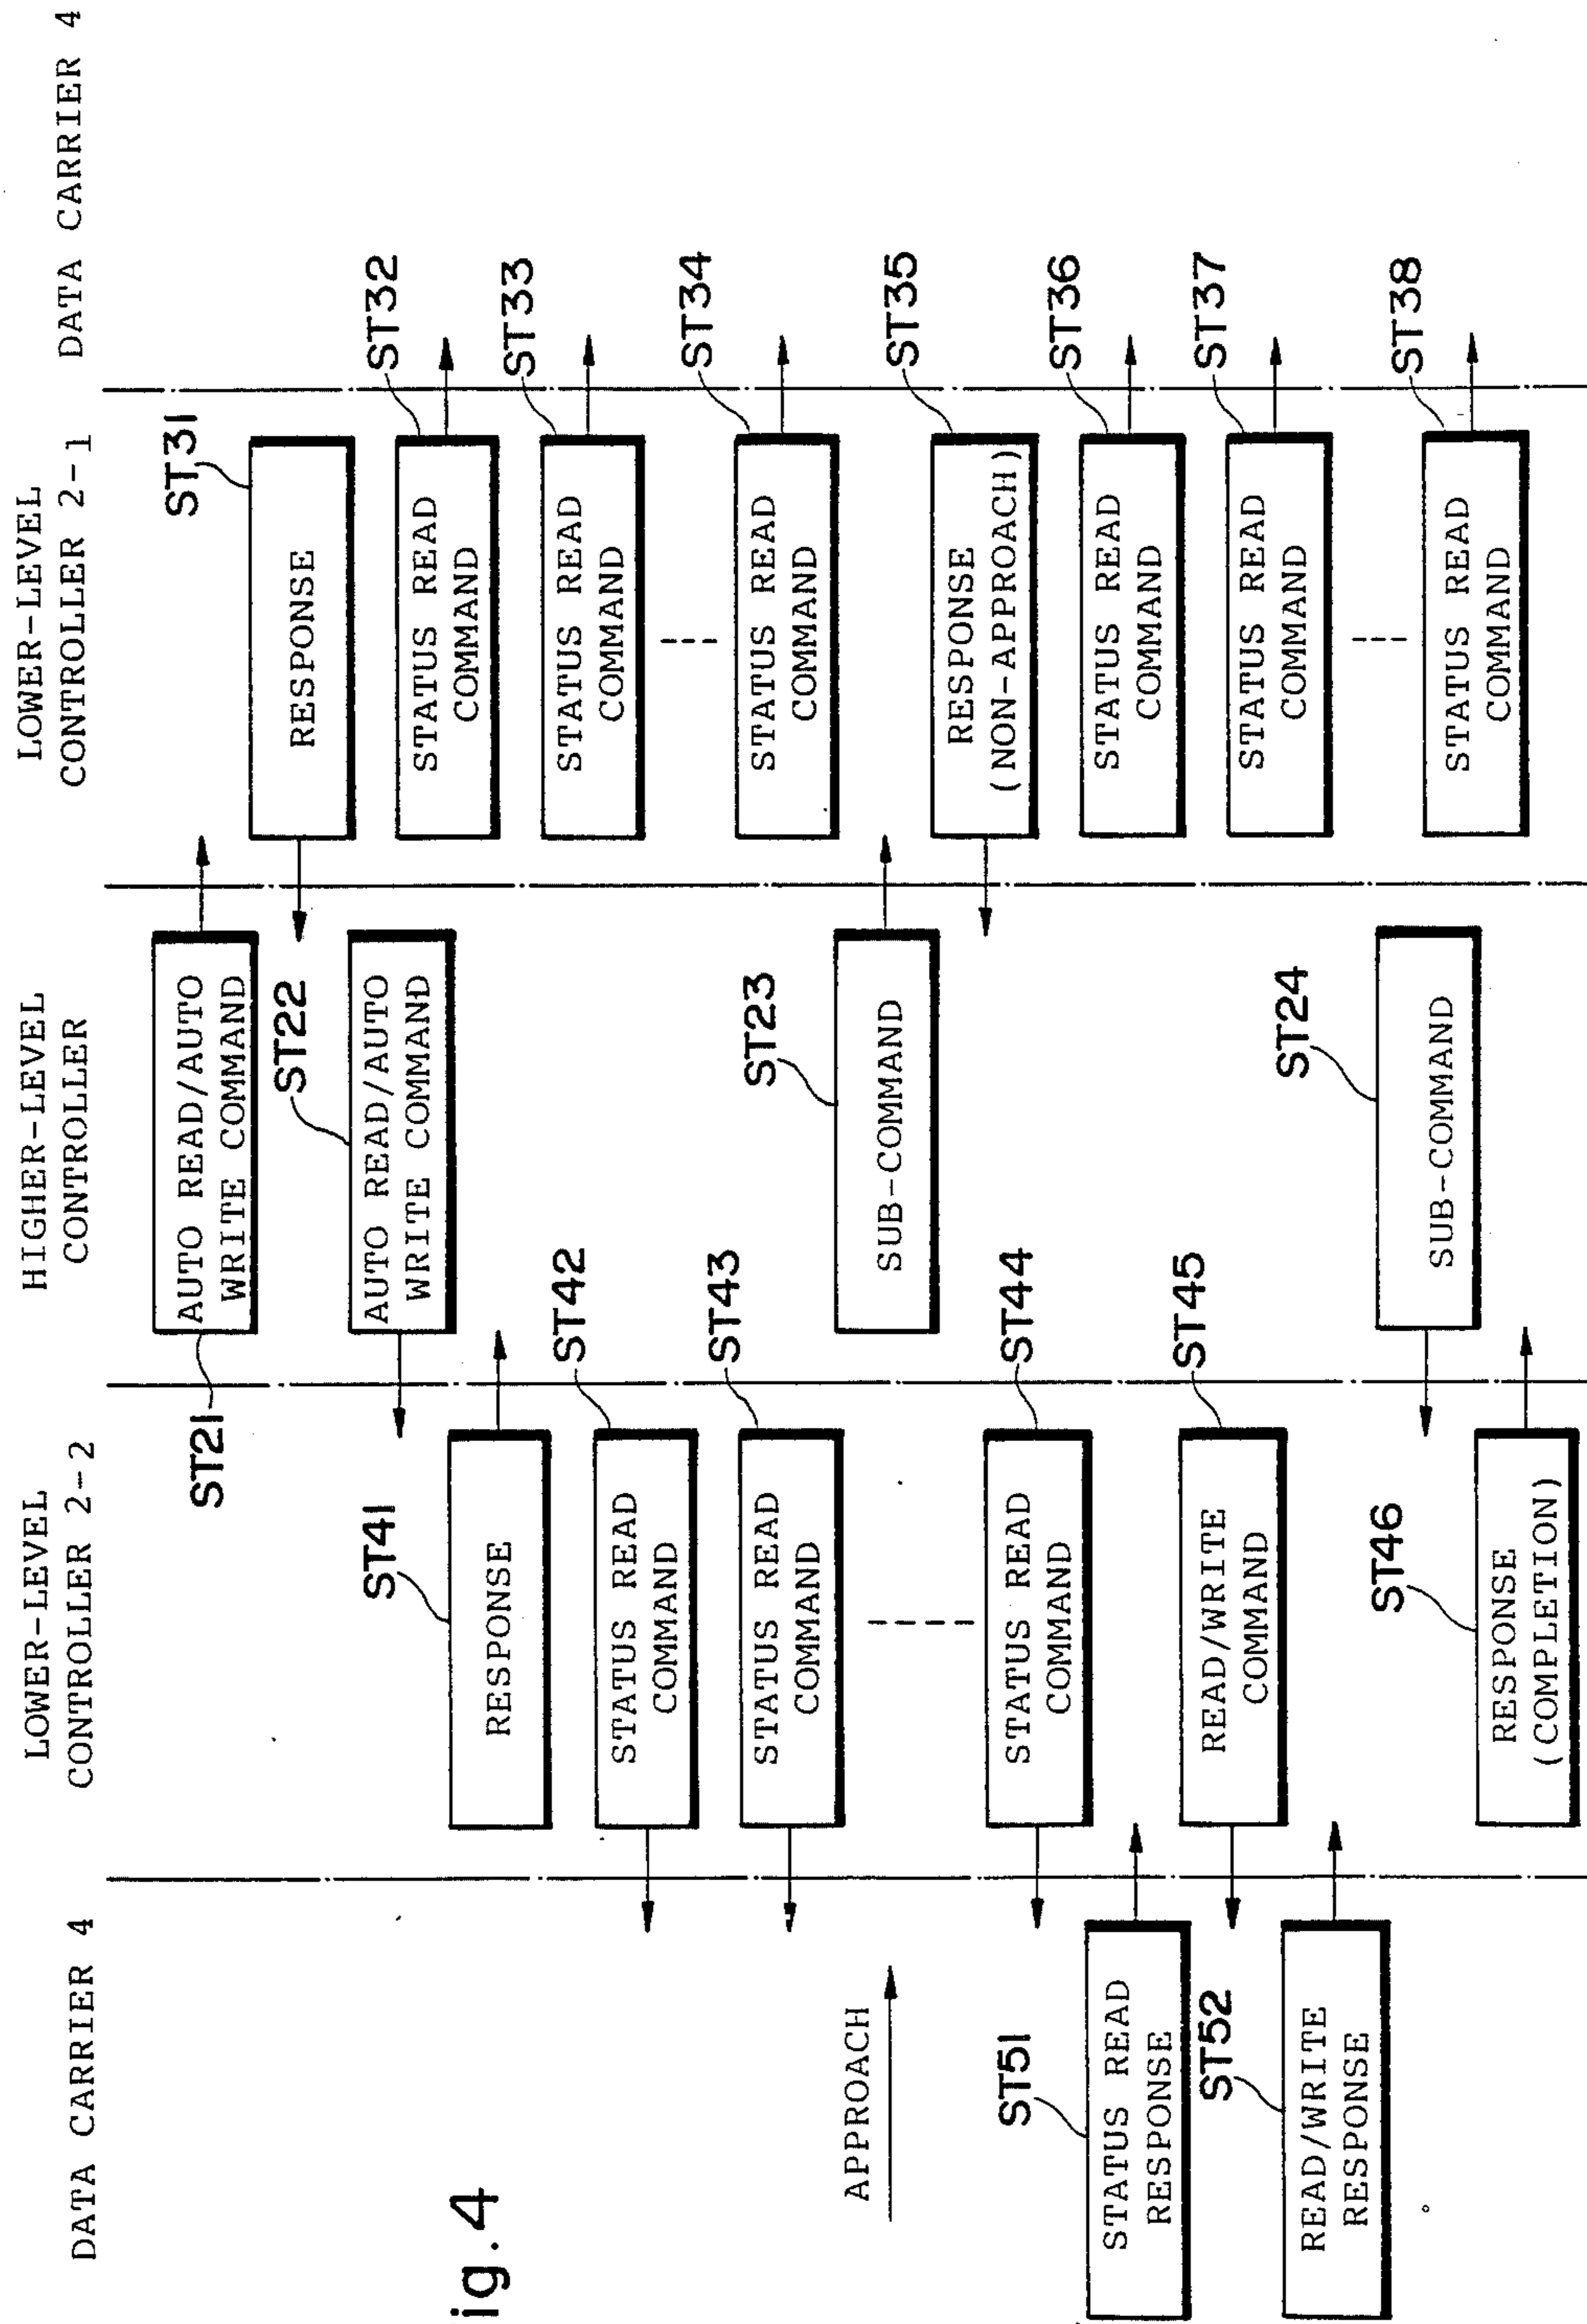 DATA CARRIER 4
LOWER-LEVEL
CONTROLLER 2-2
HIGHER-LEVEL
CONTROLLER
LOWER-LEVEL
CONTROLLER 2-1
DATA CARRIER 4
ST21
AUTO READ/AUTO
WRITE COMMAND
ST31
RESPONSE
ST22
AUTO READ/AUTO
WRITE COMMAND
ST32
STATUS READ
COMMAND
ig.4
ST41
RESPONSE
ST33
STATUS READ
COMMAND
ST42
STATUS READ
COMMAND
ST34
STATUS READ
COMMAND
ST43
STATUS READ
COMMAND
APPROACH
ST23
SUB-COMMAND
ST35
RESPONSE
(NON-APPROACH)
ST44
STATUS READ
COMMAND
ST36
STATUS READ
COMMAND
ST51
STATUS READ
RESPONSE
ST45
READ/WRITE
COMMAND
ST37
STATUS READ
COMMAND
ST52
READ/WRITE
RESPONSE
ST24
SUB-COMMAND
ST38
STATUS READ
COMMAND
ST46
RESPONSE
(COMPLETION)